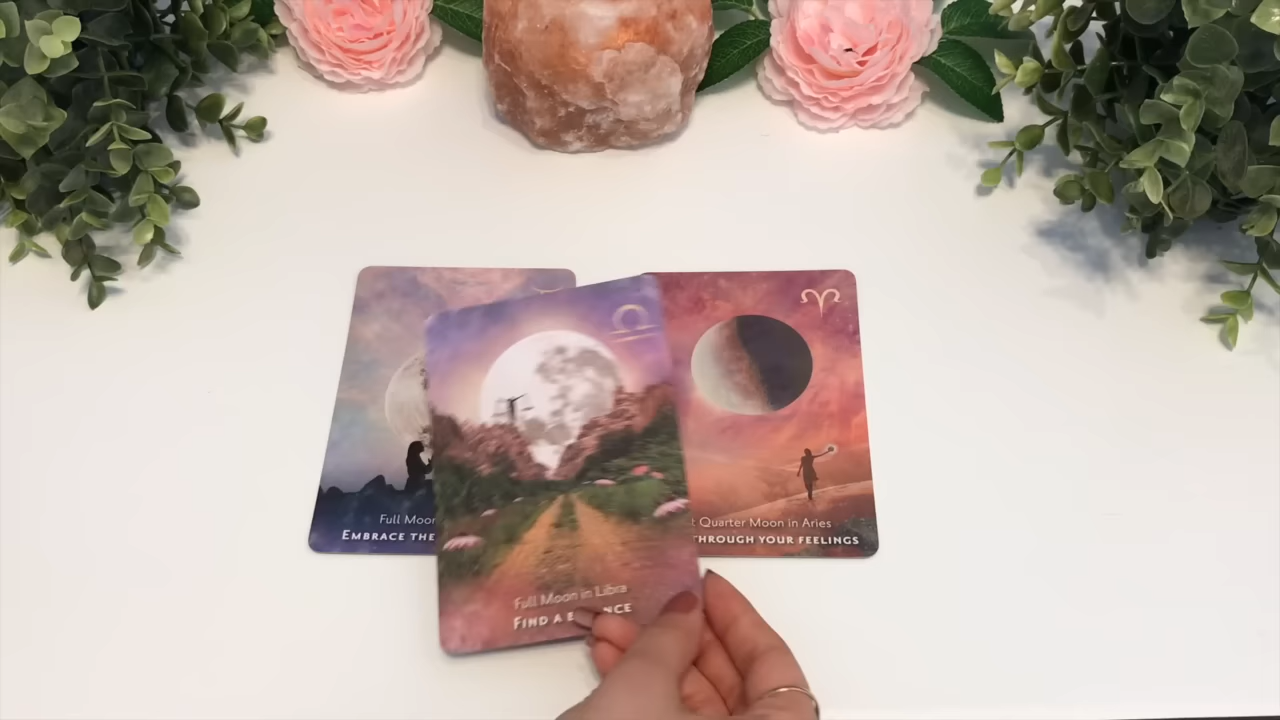 Full Moon
EMBRACE THE
Full Moon in Libra
FIND A
Quarter Moon in Aries
THROUGH YOUR FEELINGS